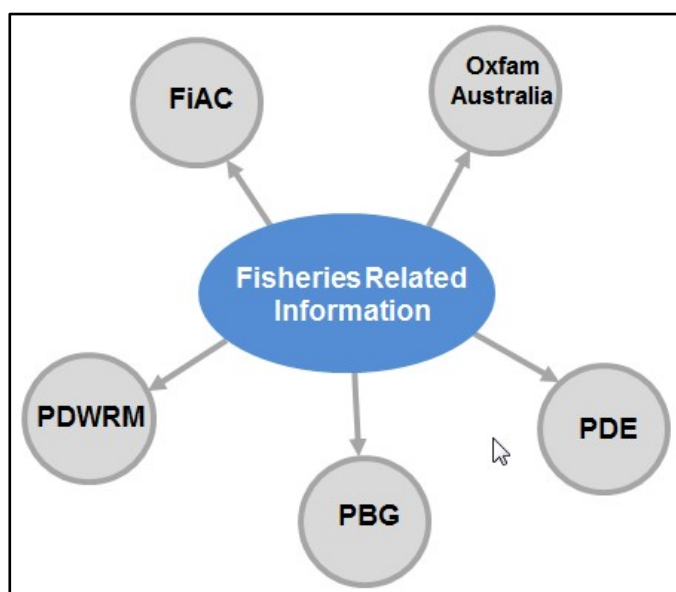 FiAC
Oxfam
Australia
Fisheries Related
Information
PDWRM
PDE
PBG